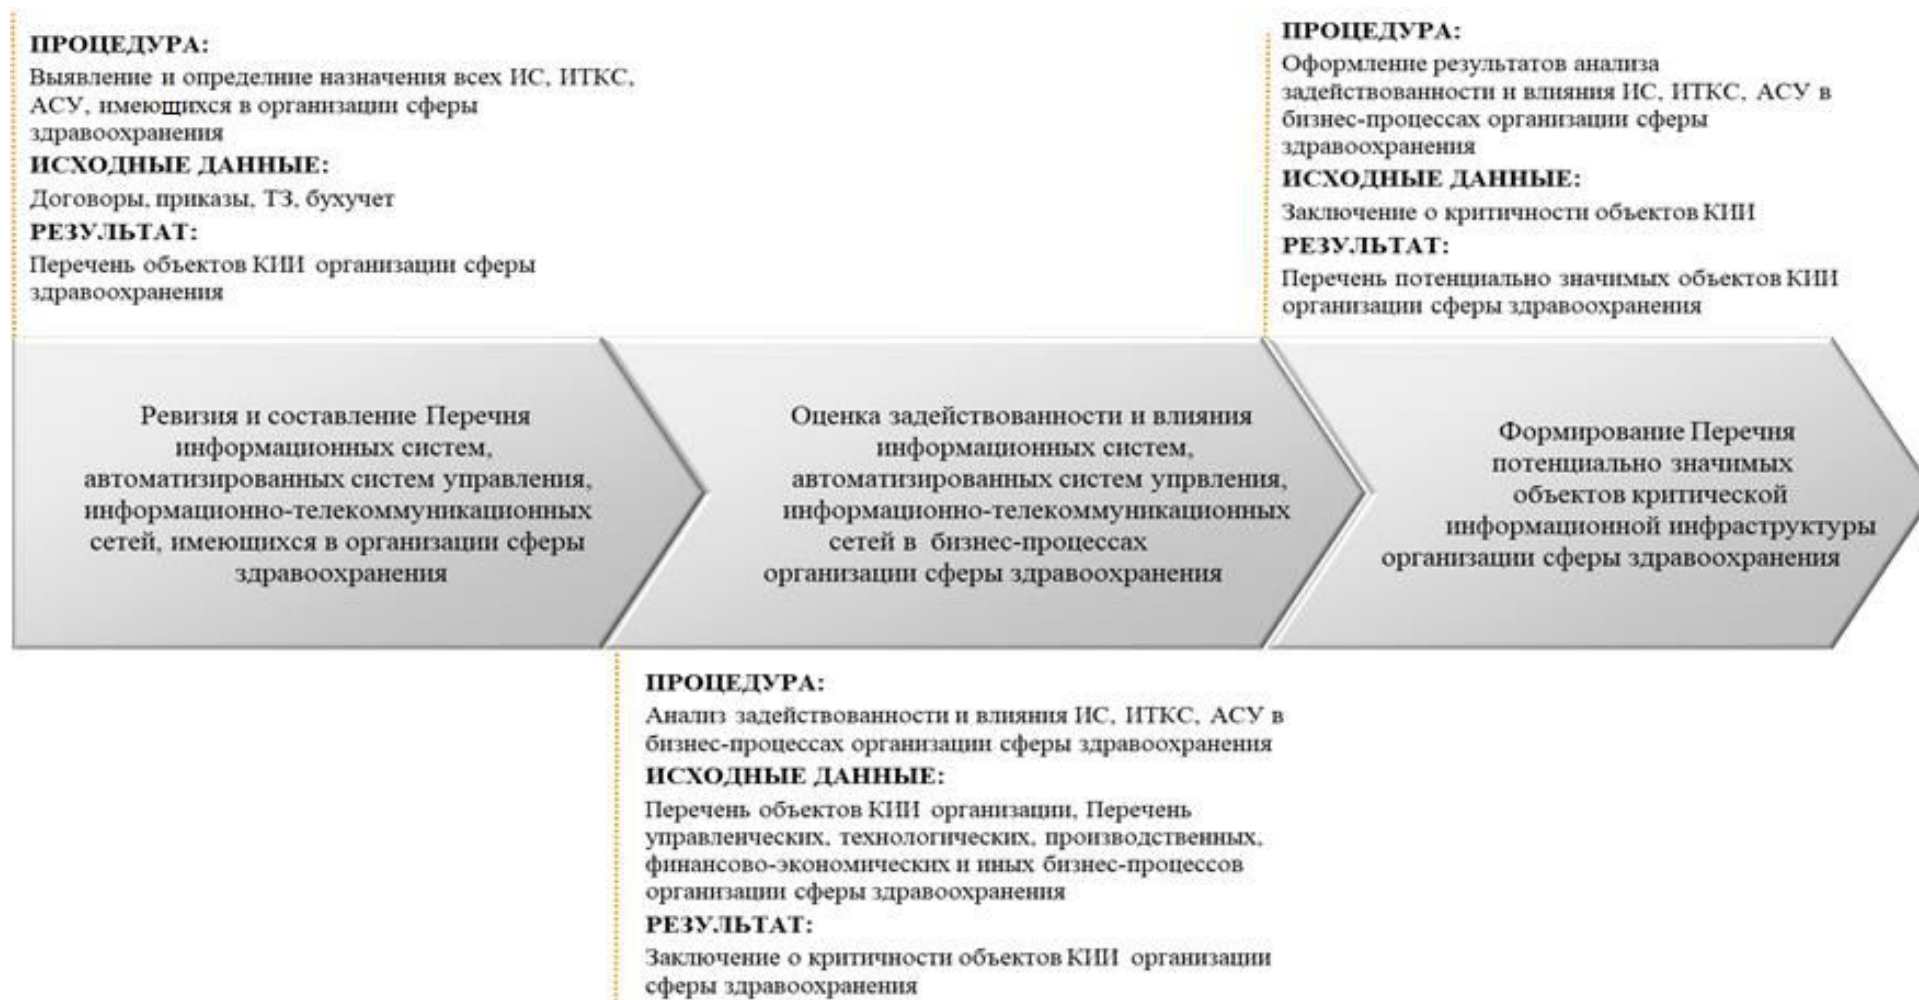 ПРОЦЕДУРА:
Выявление и определние назначения всех ИС, ИТКС,
АСУ, имеющихся в организации сферы
здравоохранения
ИСХОДНЫЕ ДАННЫЕ:
Договоры, приказы, ТЗ, бухучет
РЕЗУЛЬТАТ:
Перечень объектов КИИ организации сферы
здравоохранения
ПРОЦЕДУРА:
Оформление результатов анализа
задействованности и влияния ИС, ИТКС, АСУ в
бизнес-процессах организации сферы
здравоохранения
ИСХОДНЫЕ ДАННЫЕ:
Заключение о критичности объектов КИИ
РЕЗУЛЬТАТ:
Перечень потенциально значимых объектов КИИ
организации сферы здравоохранения
Ревизия и составление Перечня
информационных систем,
автоматизированных систем управления,
информационно-телекоммуникационных
сетей, имеющихся в организации сферы
здравоохранения
Оценка задействованности и влияния
информационных систем,
автоматизированных систем упрвления,
информационно-телекоммуникационных
сетей в бизнес-процессах
организации сферы здравоохранения
Формирование Перечня
потенциально значимых
объектов критической
информационной инфраструктуры
организации сферы здравоохранения
ПРОЦЕДУРА:
Анализ задействованности и влияния ИС, ИТКС, АСУ в
бизнес-процессах организации сферы здравоохранения
ИСХОДНЫЕ ДАННЫЕ:
Перечень объектов КИИ организации, Перечень
управленческих, технологических, производственных,
финансово-экономических и иных бизнес-процессов
организации сферы здравоохранения
РЕЗУЛЬТАТ:
Заключение о критичности объектов КИИ организации
сферы здравоохранения